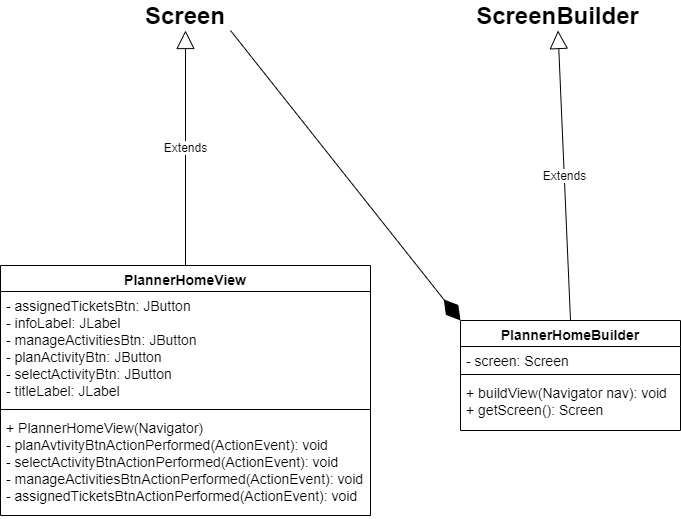 Screen
ScreenBuilder
Extends
Extends
PlannerHomeView
- assignedTicketsBtn: JButton
- infoLabel: JLabel
- manageActivitiesBtn: JButton
- planActivityBtn: JButton
- selectActivityBtn: JButton
- titleLabel: JLabel
+ PlannerHomeView(Navigator)
- planAvtivityBtnActionPerformed(ActionEvent): void
- selectActivityBtnActionPerformed(ActionEvent): void
- manageActivitiesBtnActionPerformed(ActionEvent): void
- assignedTicketsBtnActionPerformed(ActionEvent): void
PlannerHomeBuilder
- screen: Screen
+ buildView(Navigator nav): void
+ getScreen(): Screen